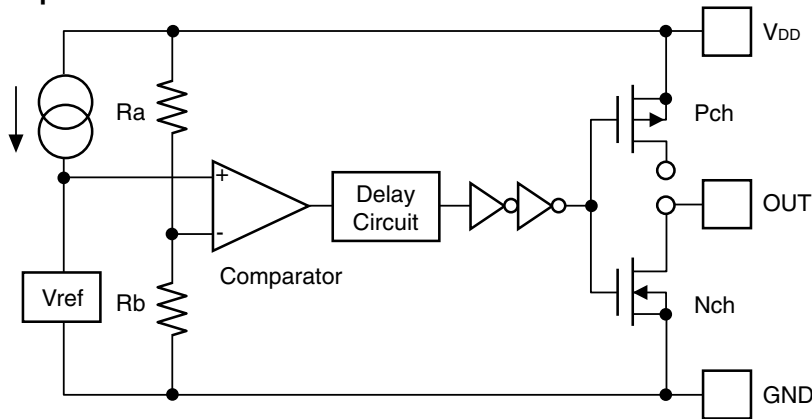 VDD
Ra
Pch
+
Delay
Circuit
OUT
-
Comparator
Vref
Rb
Nch
GND